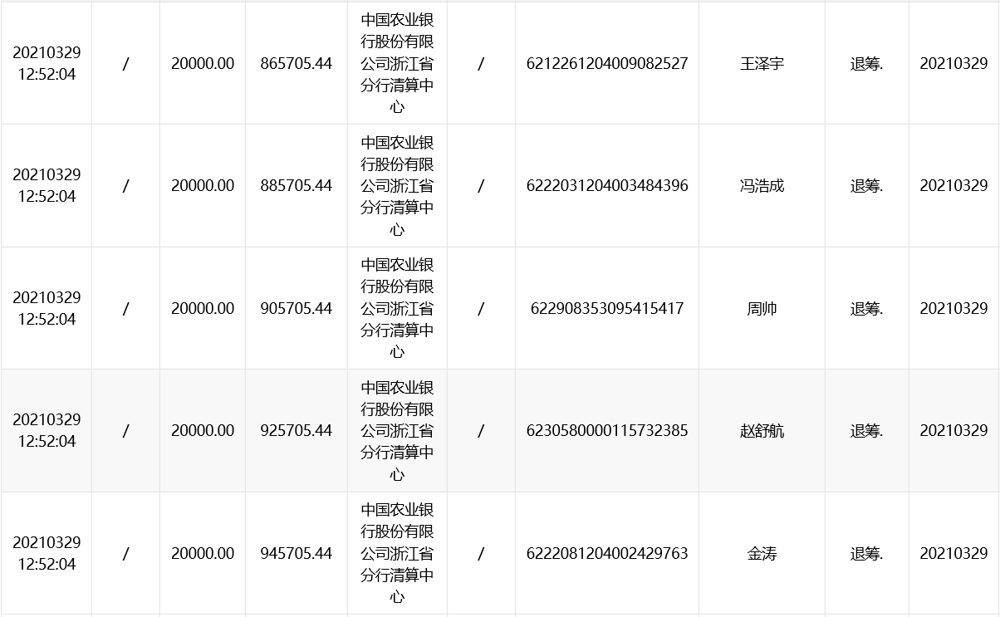 20210329
12:52:04
/
20000.00
865705.44
中国农业银
行股份有限
公司浙江省
分行清算中
心
/
6212261204009082527
王泽宇
退筹.
20210329
20210329
12:52:04
/
20000.00
885705.44
中国农业银
行股份有限
公司浙江省
分行清算中
心
/
6222031204003484396
冯浩成
退筹.
20210329
20210329
12:52:04
/
20000.00
905705.44
中国农业银
行股份有限
公司浙江省
分行清算中
心
/
622908353095415417
周帅
退筹.
20210329
20210329
12:52:04
/
20000.00
925705.44
中国农业银
行股份有限
公司浙江省
分行清算中
心
/
6230580000115732385
赵舒航
退筹.
20210329
20210329
12:52:04
/
20000.00
945705.44
中国农业银
行股份有限
公司浙江省
分行清算中
心
/
6222081204002429763
金涛
退筹.
20210329